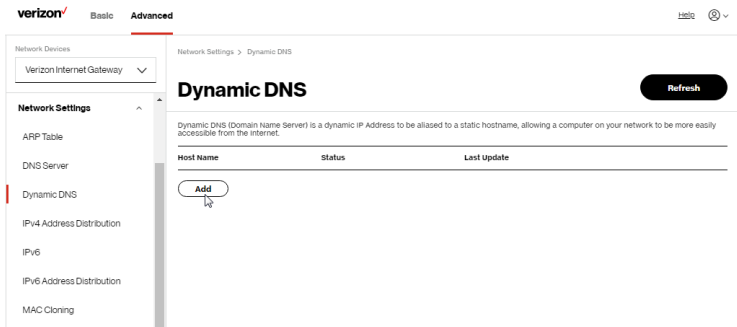 verizon✓ Basic Advanced Help
Network Devices
Verizon Internet Gateway
Network Settings
ARP Table
DNS Server
Dynamic DNS
IPv4 Address Distribution
IPv6
IPv6 Address Distribution
MAC Cloning
Network Settings > Dynamic DNS
Dynamic DNS
Refresh
Dynamic DNS (Domain Name Server) is a dynamic IP Address to be aliased to a static hostname, allowing a computer on your network to be more easily
accessible from the Internet.
Host Name Status Last Update
Add